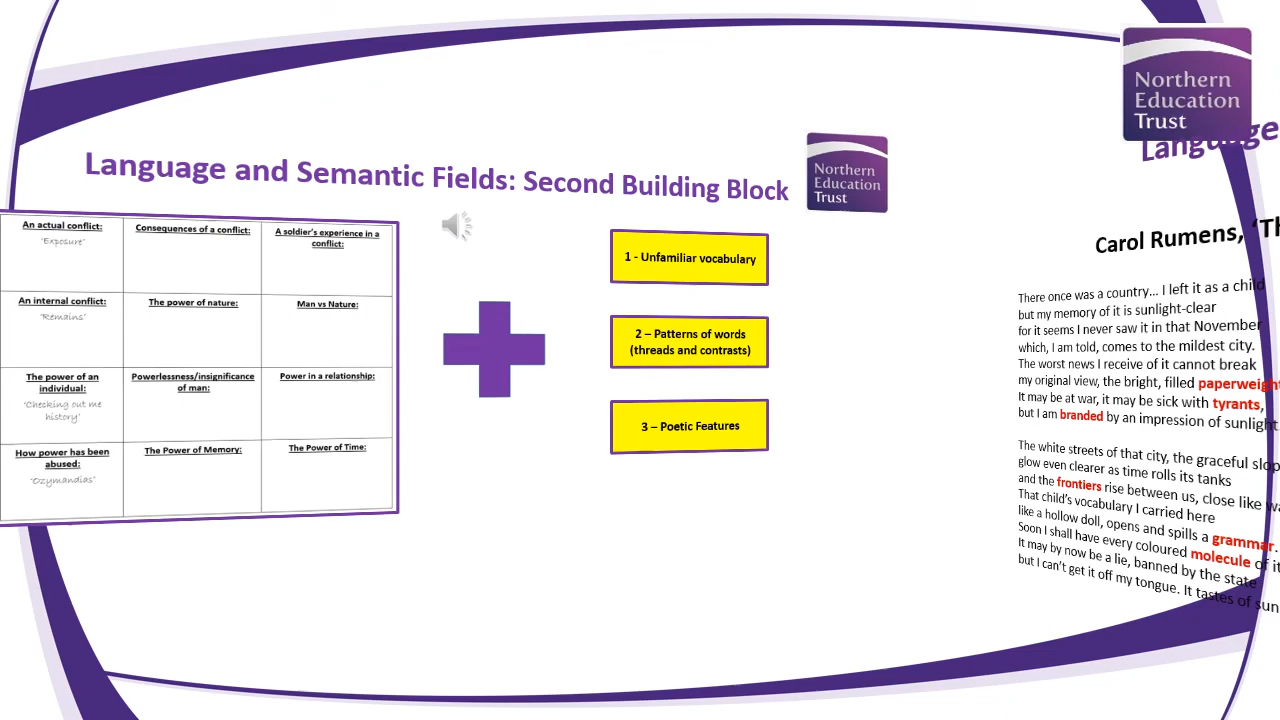 Northern
Education
Trust
Language
Language and Semantic Fields: Second Building Block
Northern
Education
Trust
An actual conflict:
'Exposure'
Consequences of a conflict:
A soldier's experience in a
conflict:
An internal conflict:
'Remains'
The power of nature:
Man vs Nature:
The power of an
individual:
'Checking out me
history'
Powerlessness/insignificance
of man:
Power in a relationship:
How power has been
abused:
'Ozymandias'
The Power of Memory:
The Power of Time:
1 - Unfamiliar vocabulary
2 – Patterns of words
(threads and contrasts)
3 – Poetic Features
Carol Rumens, 'Th
There once was a country... I left it as a child
but my memory of it is sunlight-clear
for it seems I never saw it in that November
which, I am told, comes to the mildest city.
The worst news I receive of it cannot break
my original view, the bright, filled paperweight
It may be at war, it may be sick with tyrants,
but I am branded by an impression of sunlight.
The white streets of that city, the graceful slop
glow even clearer as time rolls its tanks
and the frontiers rise between us, close like wa
That child's vocabulary I carried here
like a hollow doll, opens and spills a grammar.
Soon I shall have every coloured molecule of it
It may by now be a lie, banned by the state
but I can't get it off my tongue. It tastes of sun